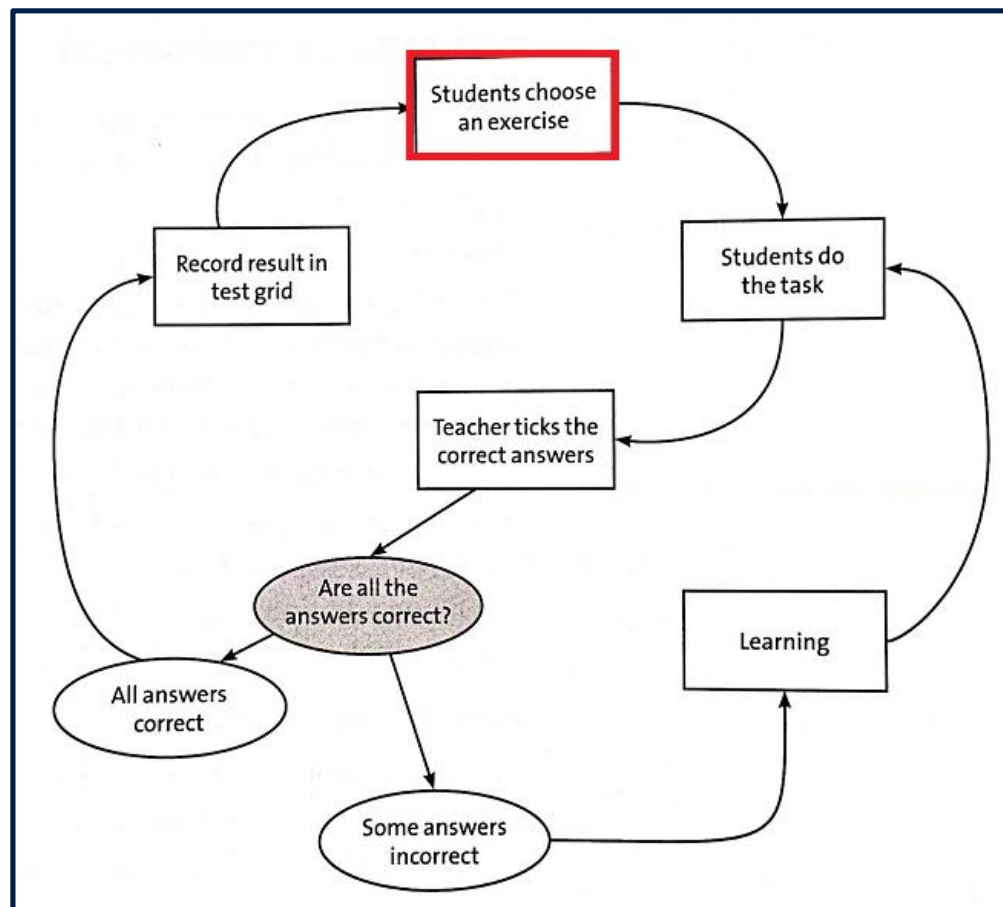 Students choose
an exercise
Record result in
test grid
Students do
the task
Teacher ticks the
correct answers
Are all the
answers correct?
Learning
All answers
correct
Some answers
incorrect